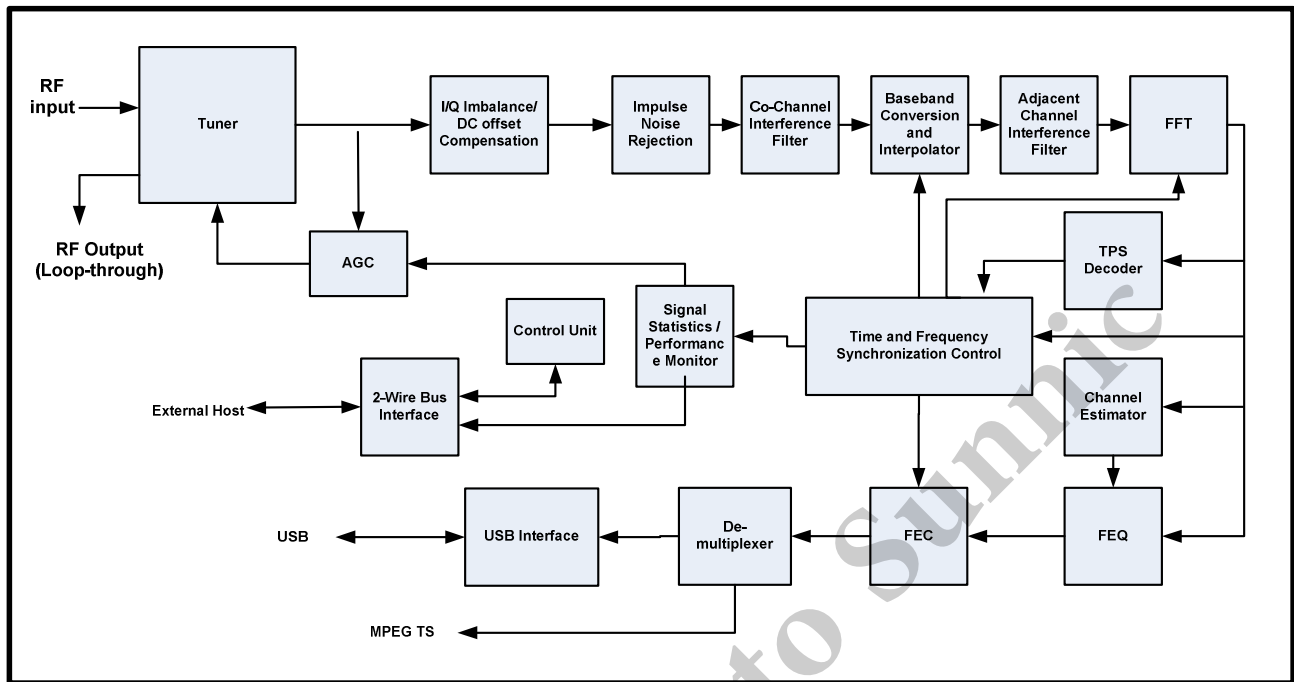 RF
input
Tuner
RF Output
(Loop-through)
I/Q Imbalance/
DC offset
Compensation
Impulse
Noise
Rejection
Co-Channel
Interference
Filter
Baseband
Conversion
and
Interpolator
Adjacent
Channel
Interference
Filter
FFT
AGC
TPS
Decoder
Control Unit
Signal
Statistics /
Performanc
e Monitor
Time and Frequency
Synchronization Control
External Host
2-Wire Bus
Interface
Channel
Estimator
USB
USB Interface
De-
multiplexer
FEC
FEQ
MPEG TS
to Sunnic